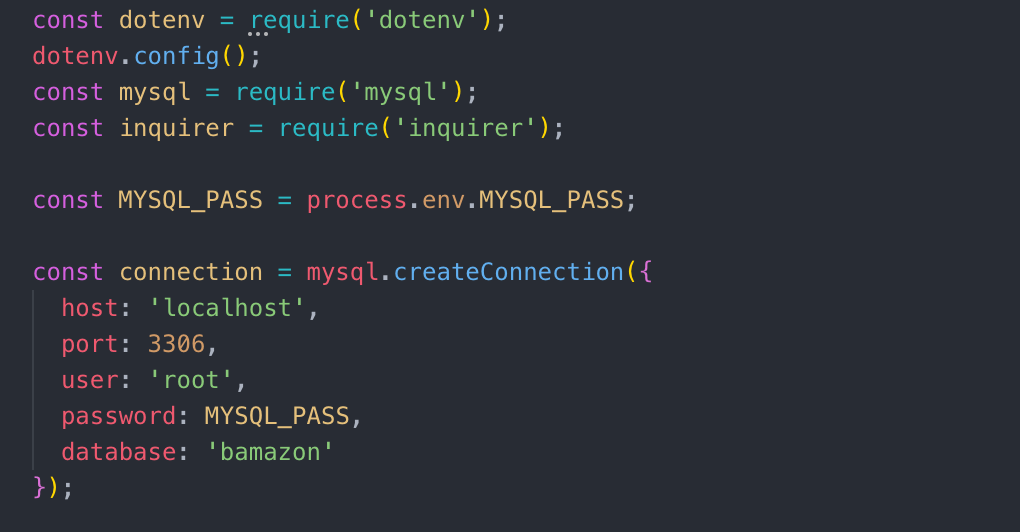 const dotenv = require('dotenv');
dotenv.config();
const mysql = require('mysql');
const inquirer = require('inquirer');

const MYSQL_PASS = process.env.MYSQL_PASS;

const connection = mysql.createConnection({
  host: 'localhost',
  port: 3306,
  user: 'root',
  password: MYSQL_PASS,
  database: 'bamazon'
});